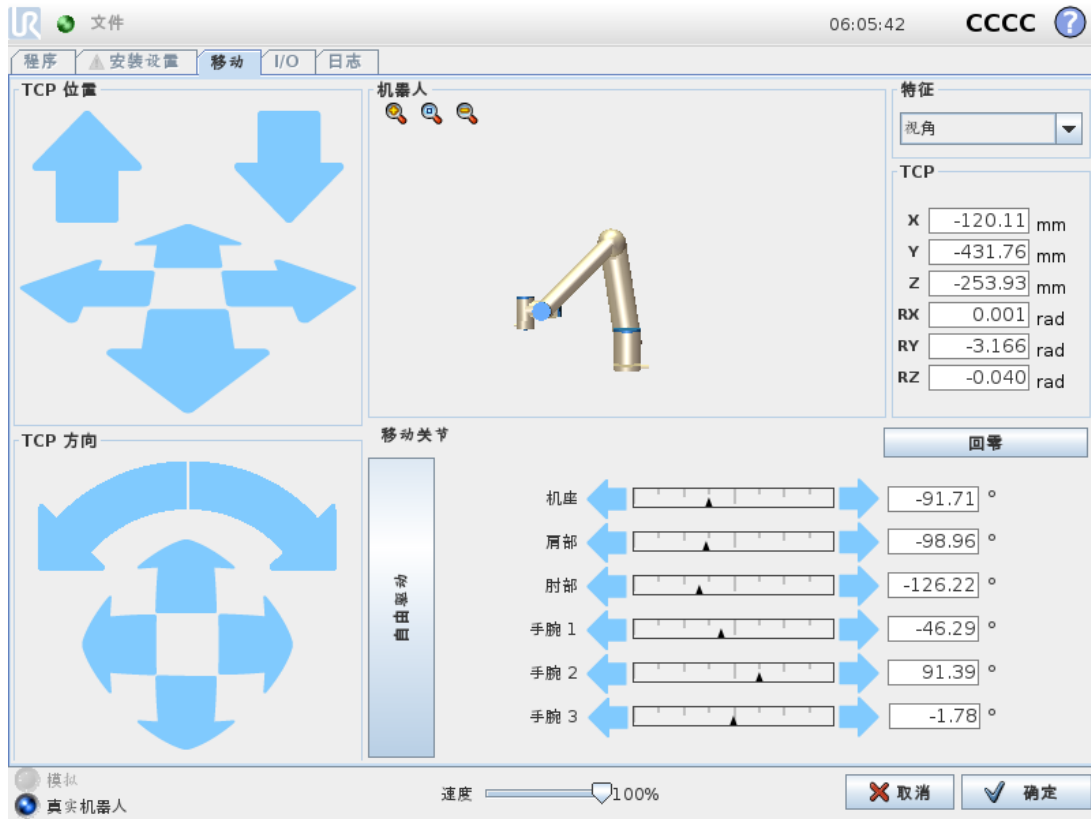 UR 文件 06:05:42 CCCC ?
程序 安装设置 移动 I/O 日志
TCP 位置
机器人
特征
视角
TCP
X -120.11 mm
Y -431.76 mm
Z -253.93 mm
RX 0.001 rad
RY -3.166 rad
RZ -0.040 rad
TCP 方向
移动关节
回零
自由驱动
机座 -91.71 °
肩部 -98.96 °
肘部 -126.22 °
手腕 1 -46.29 °
手腕 2 91.39 °
手腕 3 -1.78 °
模拟
真实机器人
速度 100%
取消
确定